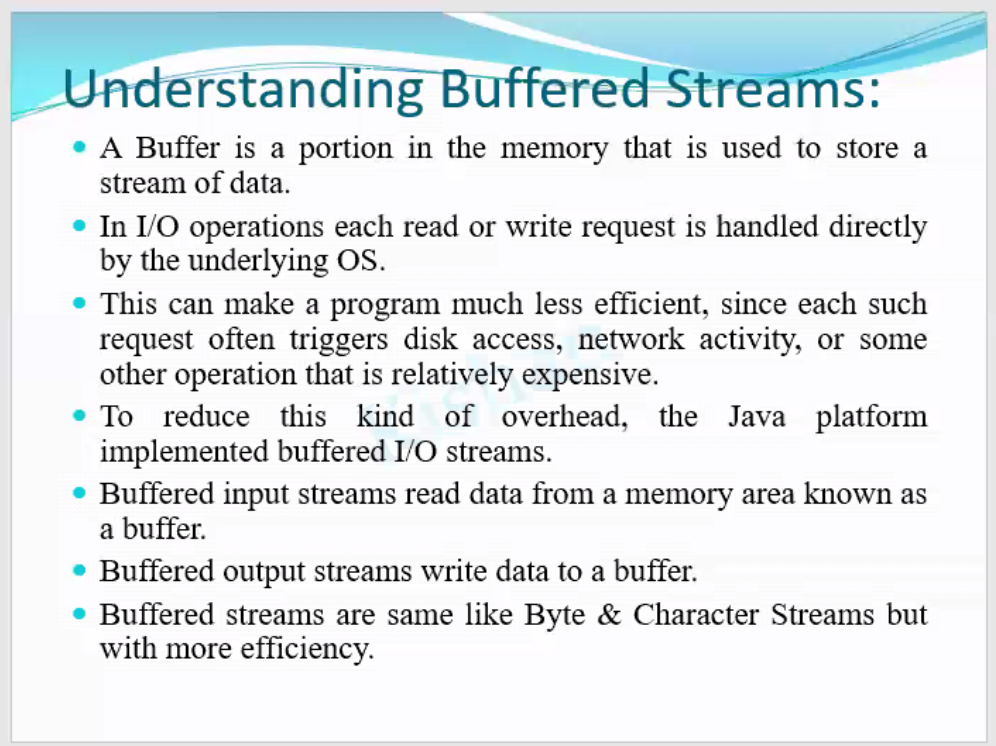 Understanding Buffered Streams:
• A Buffer is a portion in the memory that is used to store a
stream of data.
• In I/O operations each read or write request is handled directly
by the underlying OS.
• This can make a program much less efficient, since each such
request often triggers disk access, network activity, or some
other operation that is relatively expensive.
• To reduce this kind of overhead, the Java platform
implemented buffered I/O streams.
• Buffered input streams read data from a memory area known as
a buffer.
• Buffered output streams write data to a buffer.
• Buffered streams are same like Byte & Character Streams but
with more efficiency.